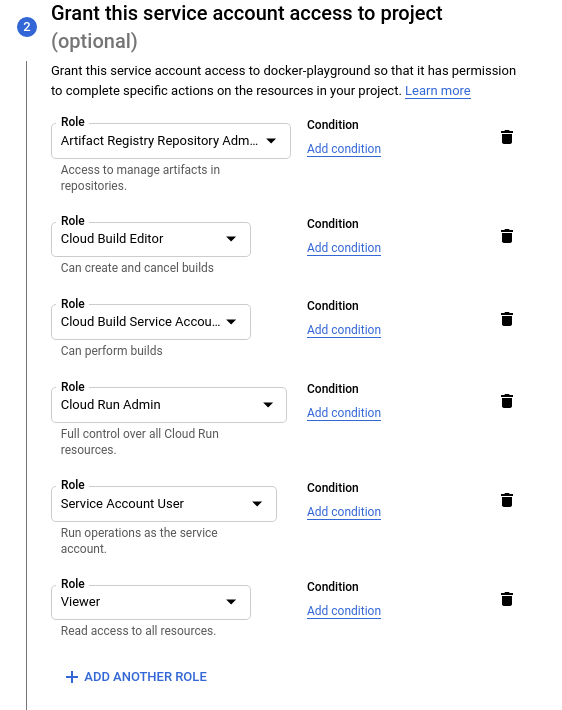 2
Grant this service account access to project
(optional)
Grant this service account access to docker-playground so that it has permission
to complete specific actions on the resources in your project. Learn more
Role
Artifact Registry Repository Adm...
Access to manage artifacts in
repositories.
Condition
Add condition
Role
Cloud Build Editor
Can create and cancel builds
Condition
Add condition
Role
Cloud Build Service Accou...
Can perform builds
Condition
Add condition
Role
Cloud Run Admin
Full control over all Cloud Run
resources.
Condition
Add condition
Role
Service Account User
Run operations as the service
account.
Condition
Add condition
Role
Viewer
Read access to all resources.
Condition
Add condition
+ ADD ANOTHER ROLE